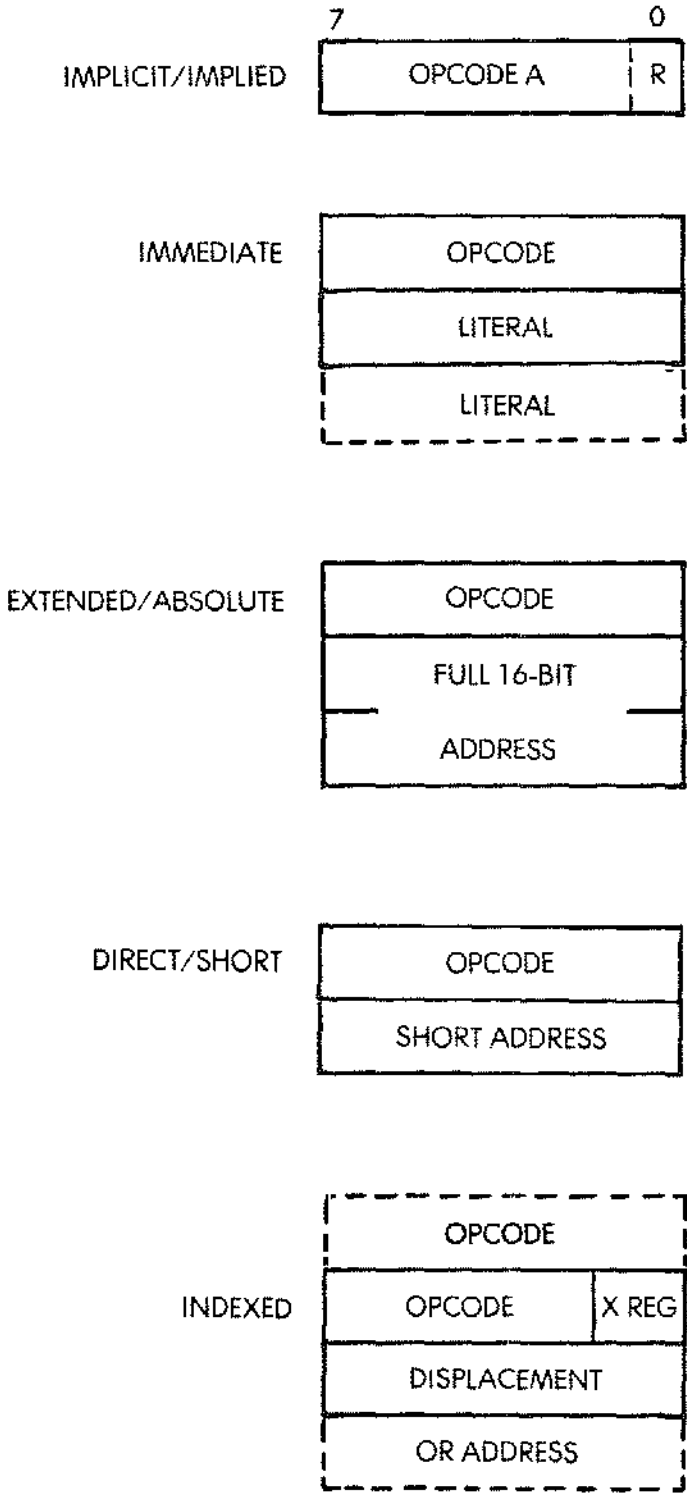 7 0
IMPLICIT/IMPLIED OPCODE A R
IMMEDIATE OPCODE
LITERAL
LITERAL
EXTENDED/ABSOLUTE OPCODE
FULL 16-BIT
ADDRESS
DIRECT/SHORT OPCODE
SHORT ADDRESS
OPCODE
INDEXED OPCODE X REG
DISPLACEMENT
OR ADDRESS